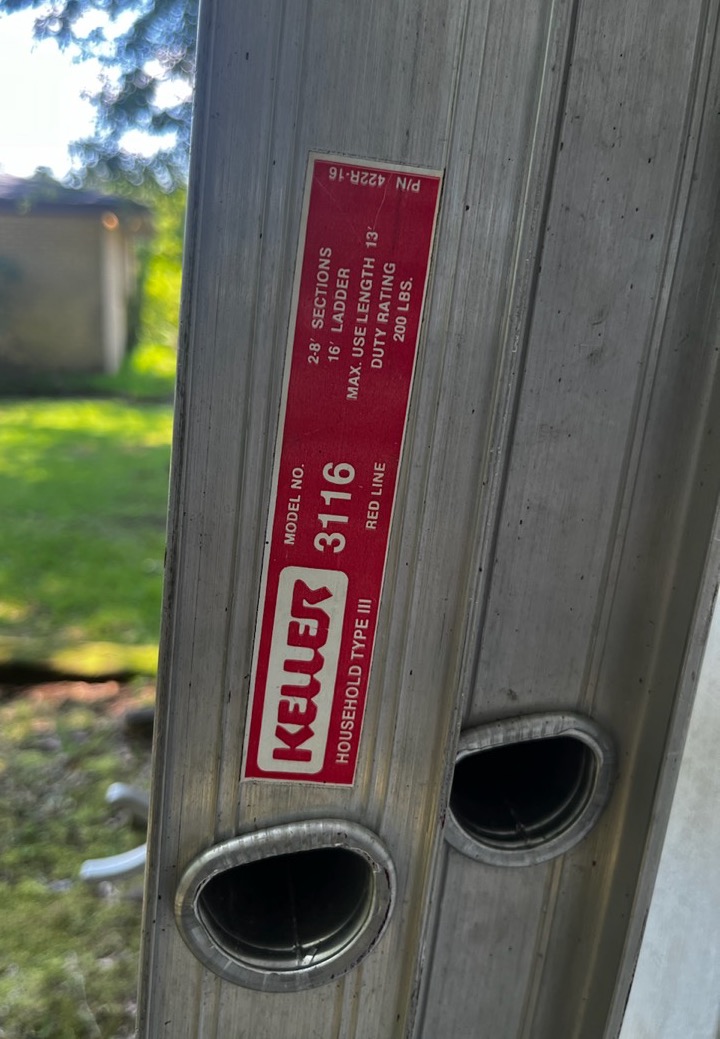 KELLER
HOUSEHOLD TYPE III
MODEL NO.
3116
RED LINE
2-8' SECTIONS
16' LADDER
MAX. USE LENGTH 13'
DUTY RATING
200 LBS.
P/N 422R-16